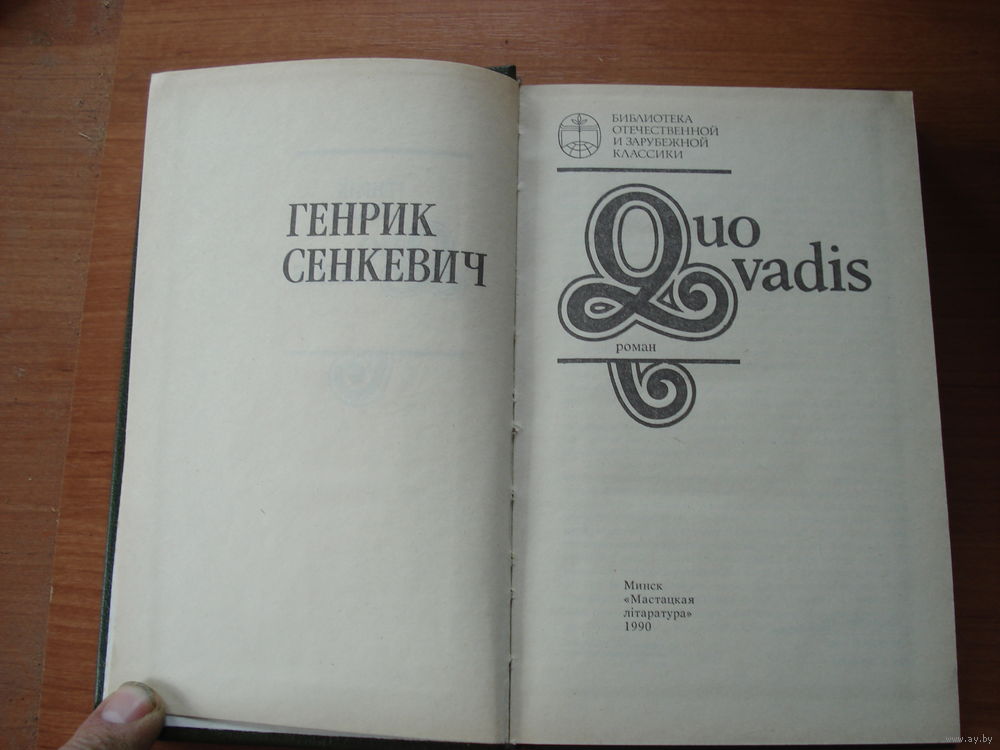 ГЕНРИК
СЕНКЕВИЧ
БИБЛИОТЕКА
ОТЕЧЕСТВЕННОЙ
И ЗАРУБЕЖНОЙ
КЛАССИКИ
Quo
vadis
роман
Минск
«Мастацкая
літаратура»
1990
www.ay.by